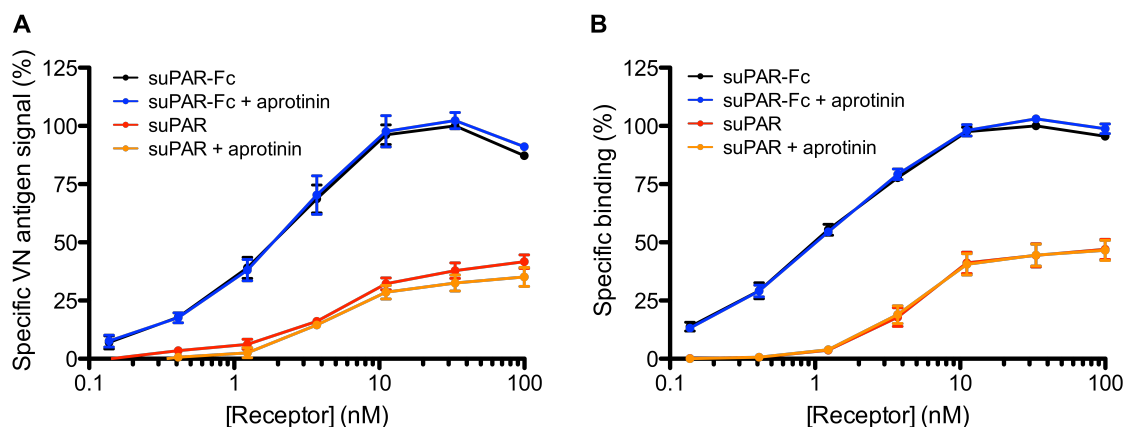 A
Specific VN antigen signal (%)
125
100
75
50
25
0
suPAR-Fc
suPAR-Fc + aprotinin
suPAR
suPAR + aprotinin
0.1
1
10
100
[Receptor] (nM)
B
Specific binding (%)
125
100
75
50
25
0
suPAR-Fc
suPAR-Fc + aprotinin
suPAR
suPAR + aprotinin
0.1
1
10
100
[Receptor] (nM)